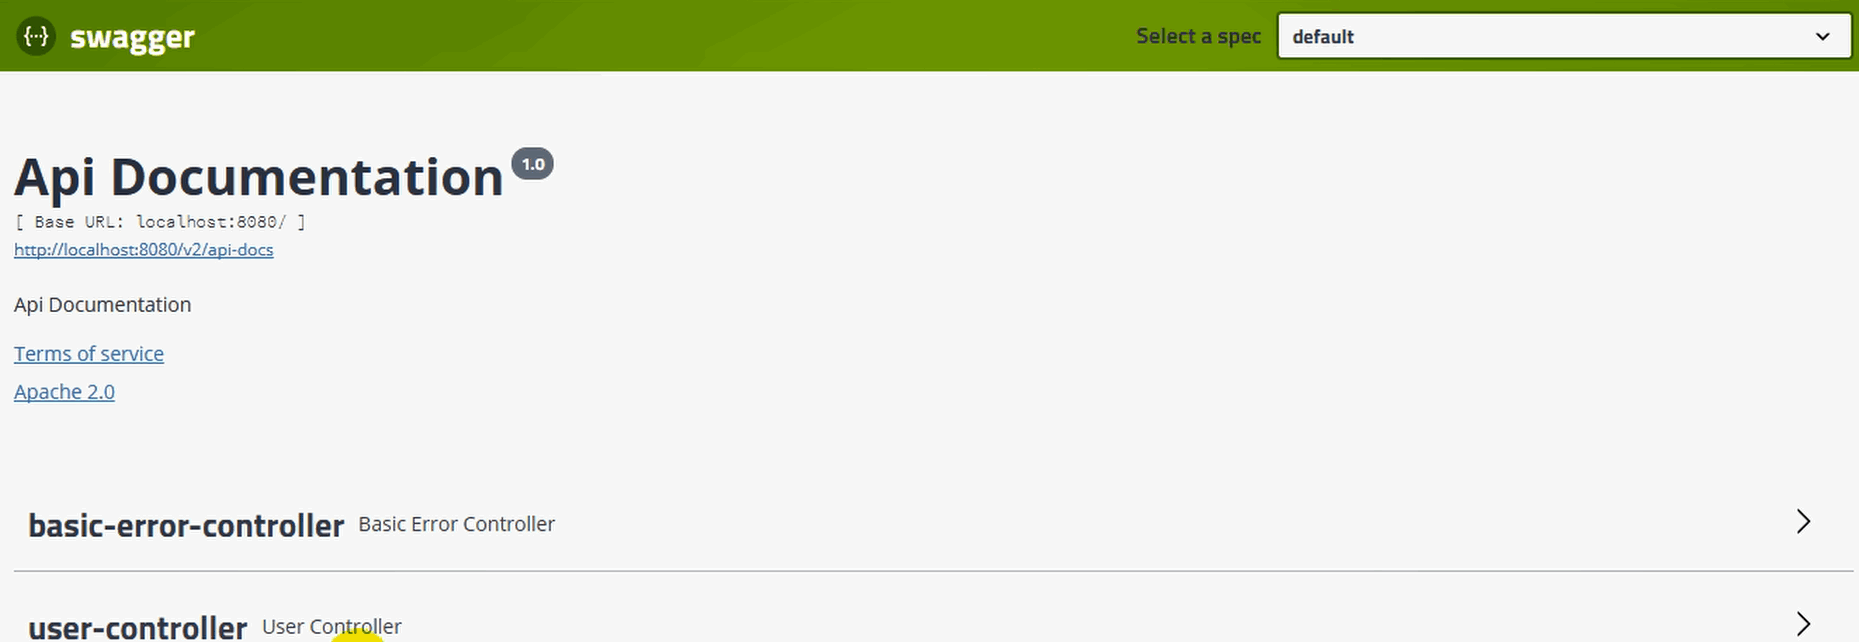 {···} swagger
Select a spec default
Api Documentation 1.0
[ Base URL: localhost:8080/ ]
http://localhost:8080/v2/api-docs
Api Documentation
Terms of service
Apache 2.0
basic-error-controller Basic Error Controller
user-controller User Controller